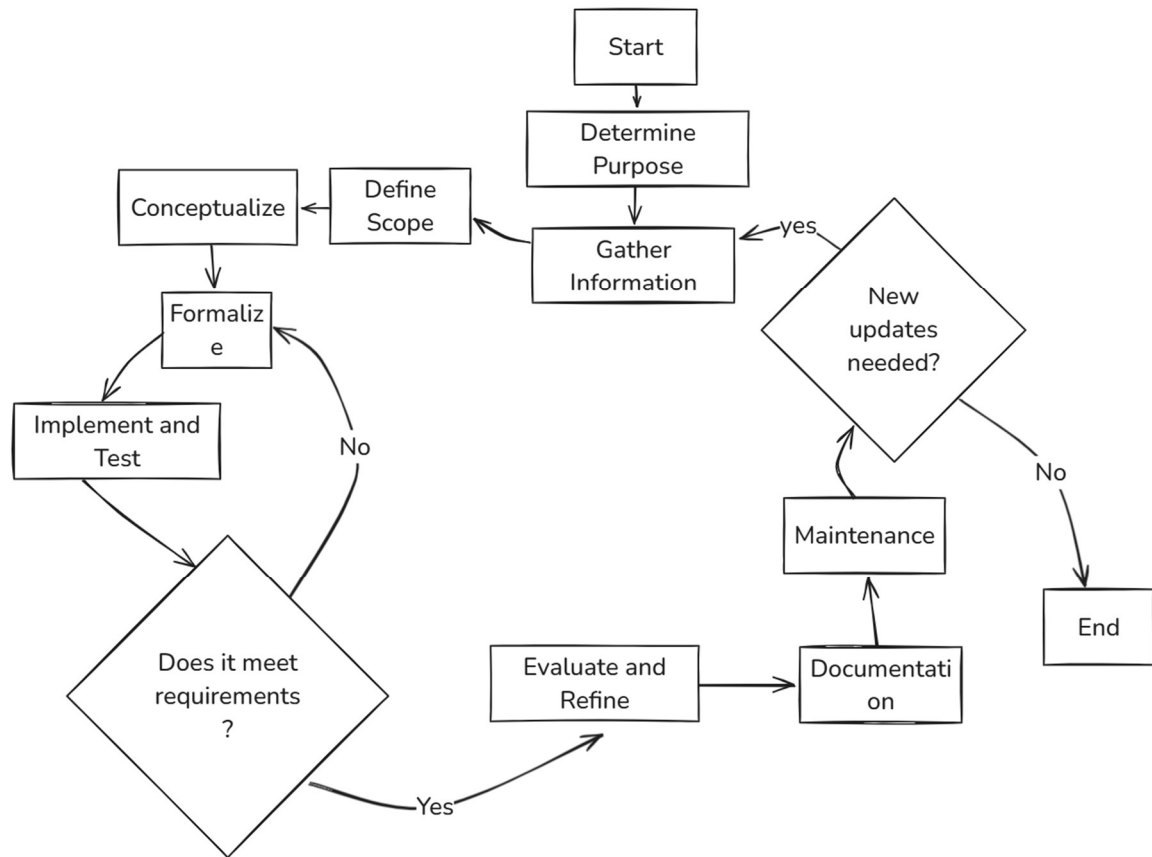 Start
Determine
Purpose
Gather
Information
Define
Scope
Conceptualize
Formaliz
e
Implement and
Test
No
Does it meet
requirements
?
Yes
Evaluate and
Refine
Documentati
on
Maintenance
New
updates
needed?
yes
No
End